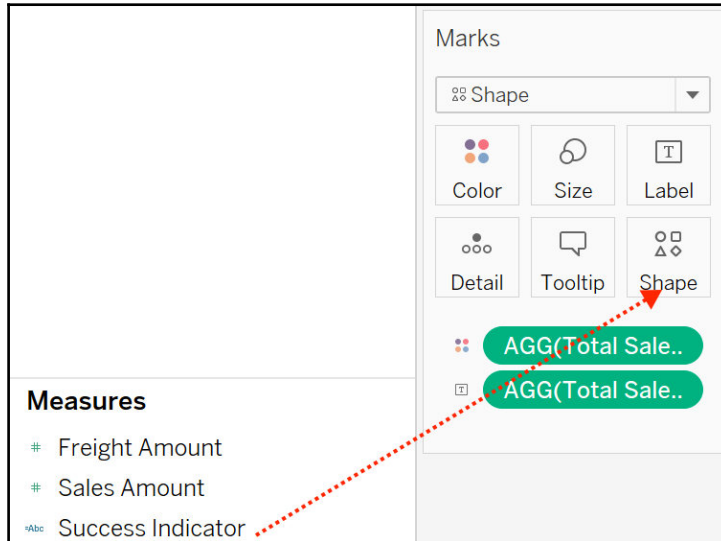 Marks
Shape
Color Size Label
T
Detail Tooltip Shape
AGG(Total Sale..
T AGG(Total Sale..
Measures
# Freight Amount
# Sales Amount
=Abc Success Indicator